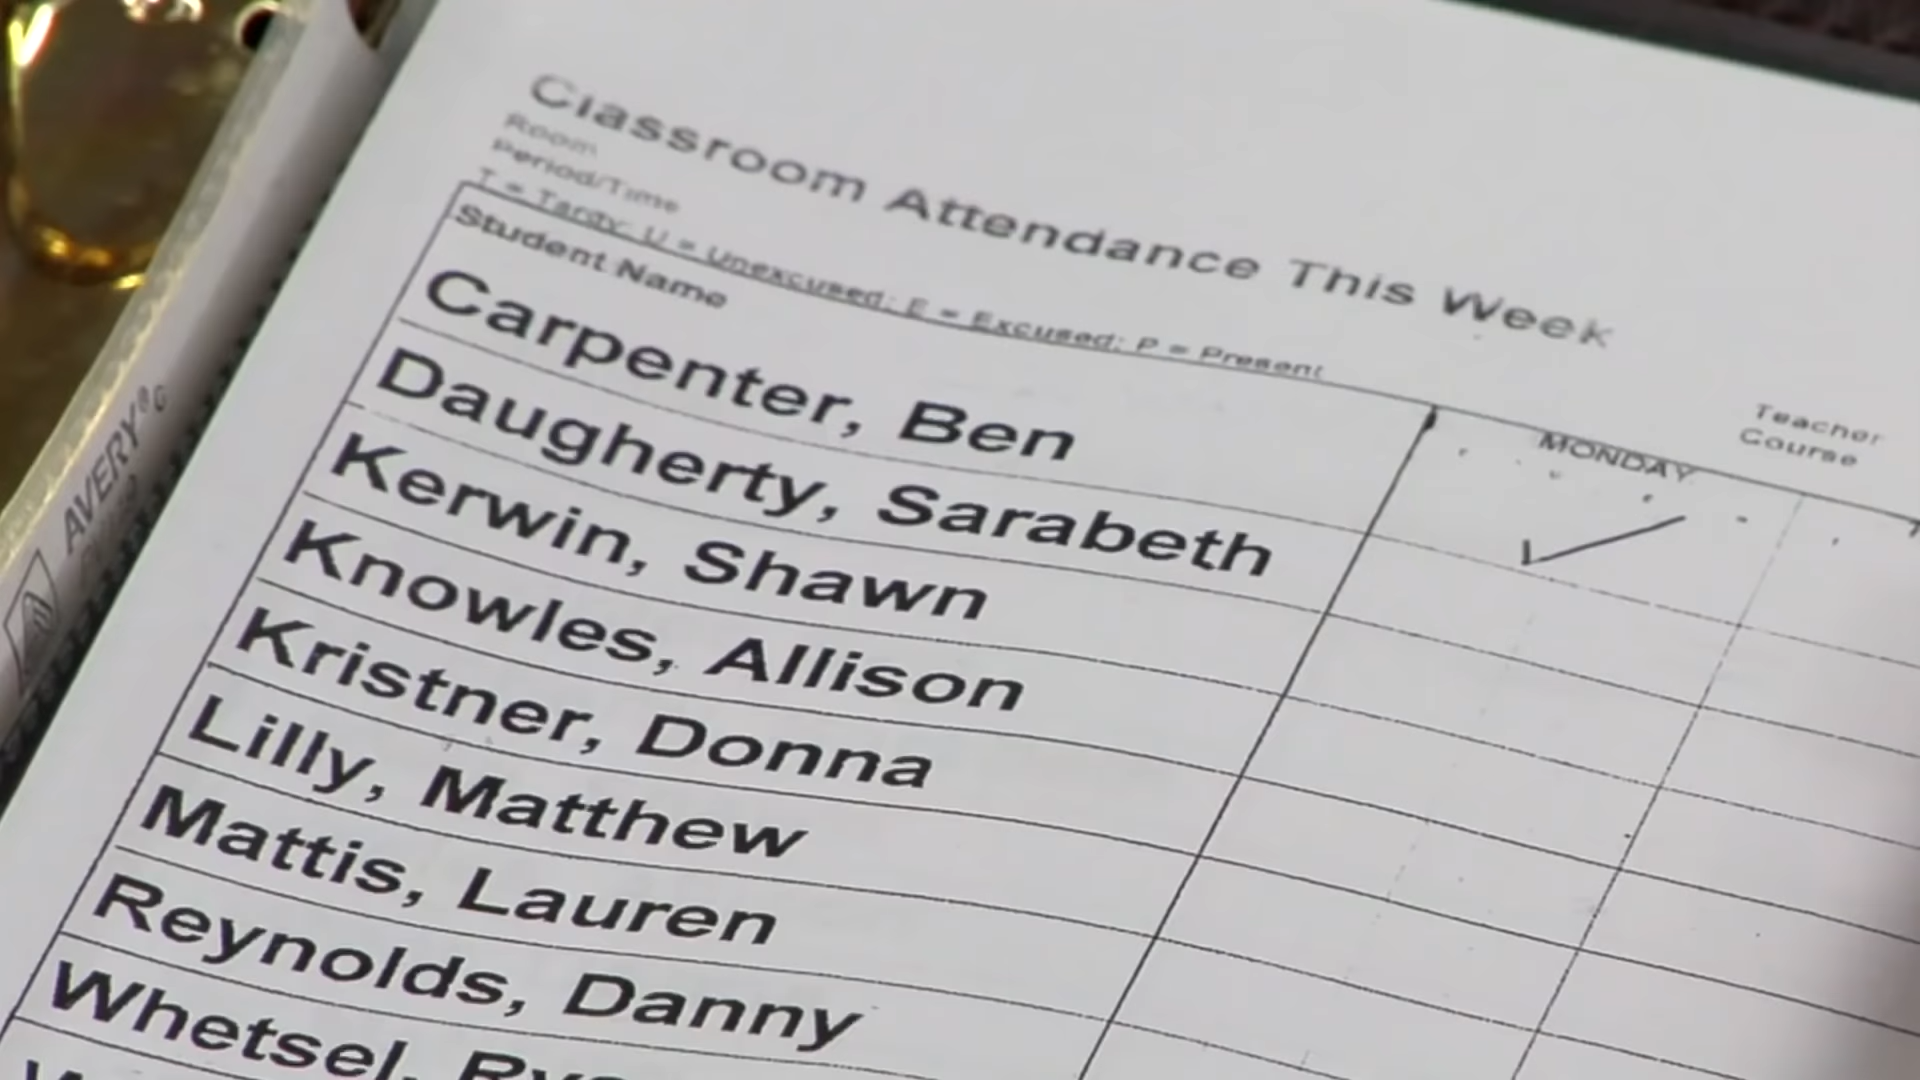 Classroom Attendance This Week
Room
Period/Time
Teacher
Course
T = Tardy; U = Unexcused; E = Excused; P = Present
Student Name
MONDAY
Carpenter, Ben
Daugherty, Sarabeth
Kerwin, Shawn
Knowles, Allison
Kristner, Donna
Lilly, Matthew
Mattis, Lauren
Reynolds, Danny
Whetsel,
AVERY®